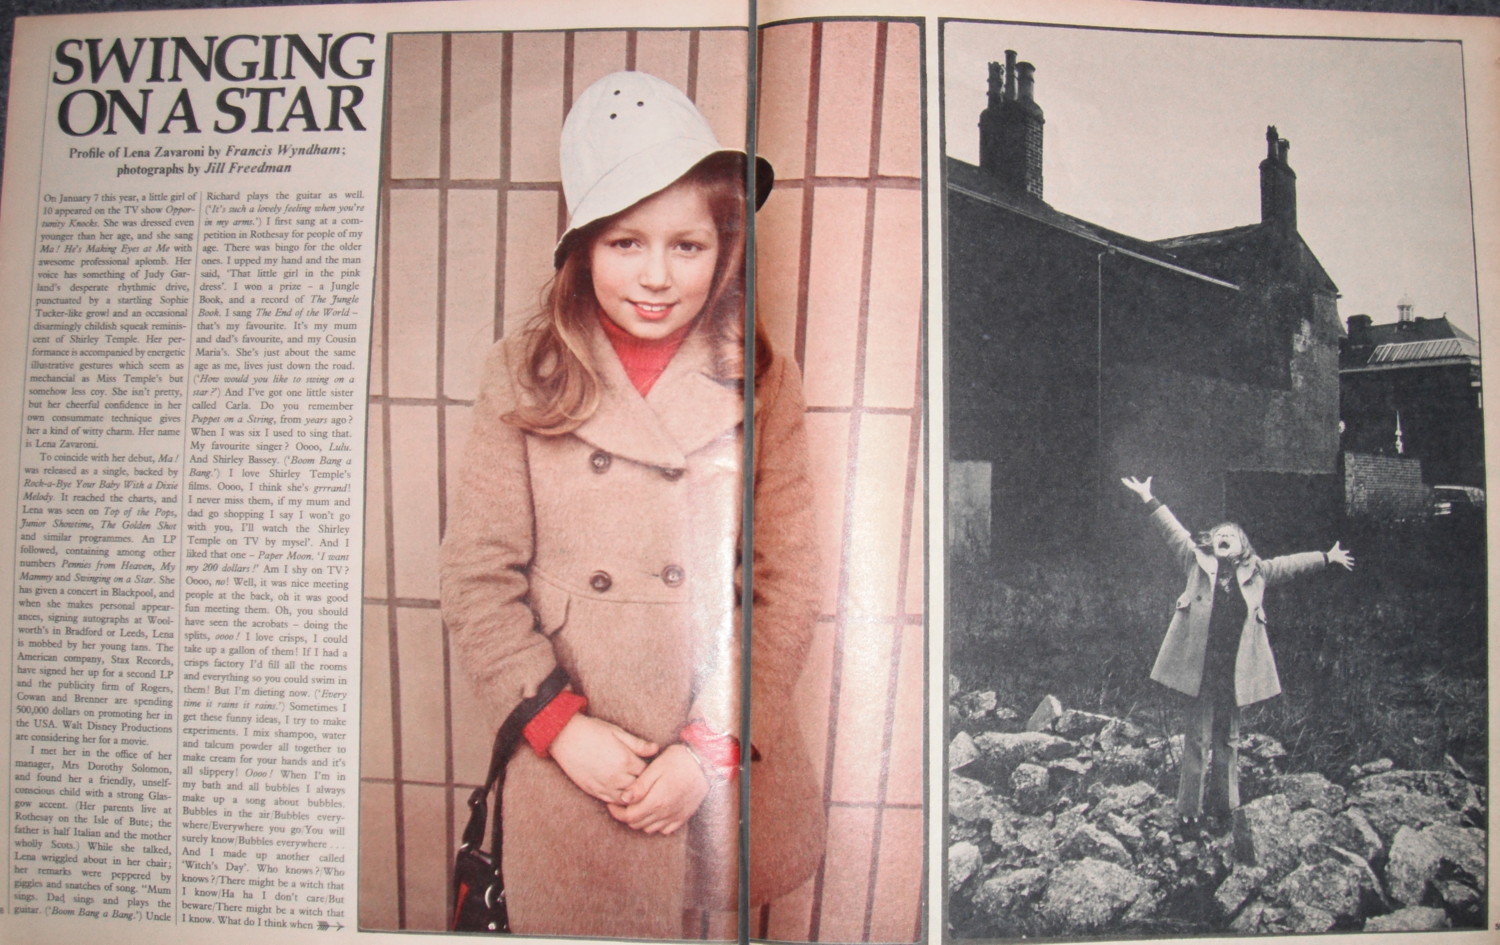 SWINGING
ON A STAR
Profile of Lena Zavaroni by Francis Wyndham;
photographs by Jill Freedman
On January 7 this year, a little girl of
10 appeared on the TV show Oppor-
tunity Knocks. She was dressed even
younger than her age, and she sang
Ma! He's Making Eyes at Me with
awesome professional aplomb. Her
voice has something of Judy Gar-
land's desperate rhythmic drive,
punctuated by a startling Sophie
Tucker-like growl and an occasional
disarmingly childish squeak reminis-
cent of Shirley Temple. Her per-
formance is accompanied by energetic
illustrative gestures which seem as
mechancial as Miss Temple's but
somehow less coy. She isn't pretty,
but her cheerful confidence in her
own consummate technique gives
her a kind of witty charm. Her name
is Lena Zavaroni.
To coincide with her debut, Ma!
was released as a single, backed by
Rock-a-Bye Your Baby With a Dixie
Melody. It reached the charts, and
Lena was seen on Top of the Pops,
Junior Showtime, The Golden Shot
and similar programmes. An LP
followed, containing among other
numbers Pennies from Heaven, My
Mammy and Swinging on a Star. She
has given a concert in Blackpool, and
when she makes personal appear-
ances, signing autographs at Wool-
worth's in Bradford or Leeds, Lena
is mobbed by her young fans. The
American company, Stax Records,
have signed her up for a second LP
and the publicity firm of Rogers,
Cowan and Brenner are spending
500,000 dollars on promoting her in
the USA. Walt Disney Productions
are considering her for a movie.
I met her in the office of her
manager, Mrs Dorothy Solomon,
and found her a friendly, unself-
conscious child with a strong Glas-
gow accent. (Her parents live at
Rothesay on the Isle of Bute; the
father is half Italian and the mother
wholly Scots.) While she talked,
Lena wriggled about in her chair;
her remarks were peppered by
giggles and snatches of song. "Mum
sings. Dad sings and plays the
guitar. ('Boom Bang a Bang.') Uncle
Richard plays the guitar as well.
('It's such a lovely feeling when you're
in my arms.') I first sang at a com-
petition in Rothesay for people of my
age. There was bingo for the older
ones. I upped my hand and the man
said, 'That little girl in the pink
dress'. I won a prize – a Jungle
Book, and a record of The Jungle
Book. I sang The End of the World –
that's my favourite. It's my mum
and dad's favourite, and my Cousin
Maria's. She's just about the same
age as me, lives just down the road.
('How would you like to swing on a
star?') And I've got one little sister
called Carla. Do you remember
Puppet on a String, from years ago?
When I was six I used to sing that.
My favourite singer? Oooo, Lulu.
And Shirley Bassey. ('Boom Bang a
Bang.') I love Shirley Temple's
films. Oooo, I think she's grrrand!
I never miss them, if my mum and
dad go shopping I say I won't go
with you, I'll watch the Shirley
Temple on TV by mysel'. And I
liked that one – Paper Moon. 'I want
my 200 dollars!' Am I shy on TV?
Oooo, no! Well, it was nice meeting
people at the back, oh it was good
fun meeting them. Oh, you should
have seen the acrobats – doing the
splits, oooo! I love crisps, I could
take up a gallon of them! If I had a
crisps factory I'd fill all the rooms
and everything so you could swim in
them! But I'm dieting now. ('Every
time it rains it rains.') Sometimes I
get these funny ideas, I try to make
experiments. I mix shampoo, water
and talcum powder all together to
make cream for your hands and it's
all slippery! Oooo! When I'm in
my bath and all bubbles I always
make up a song about bubbles.
Bubbles in the air/Bubbles every-
where/Everywhere you go/You will
surely know/Bubbles everywhere . . .
And I made up another called
'Witch's Day'. Who knows?/Who
knows?/There might be a witch that
I know/Ha ha I don't care/But
beware/There might be a witch that
I know. What do I think when